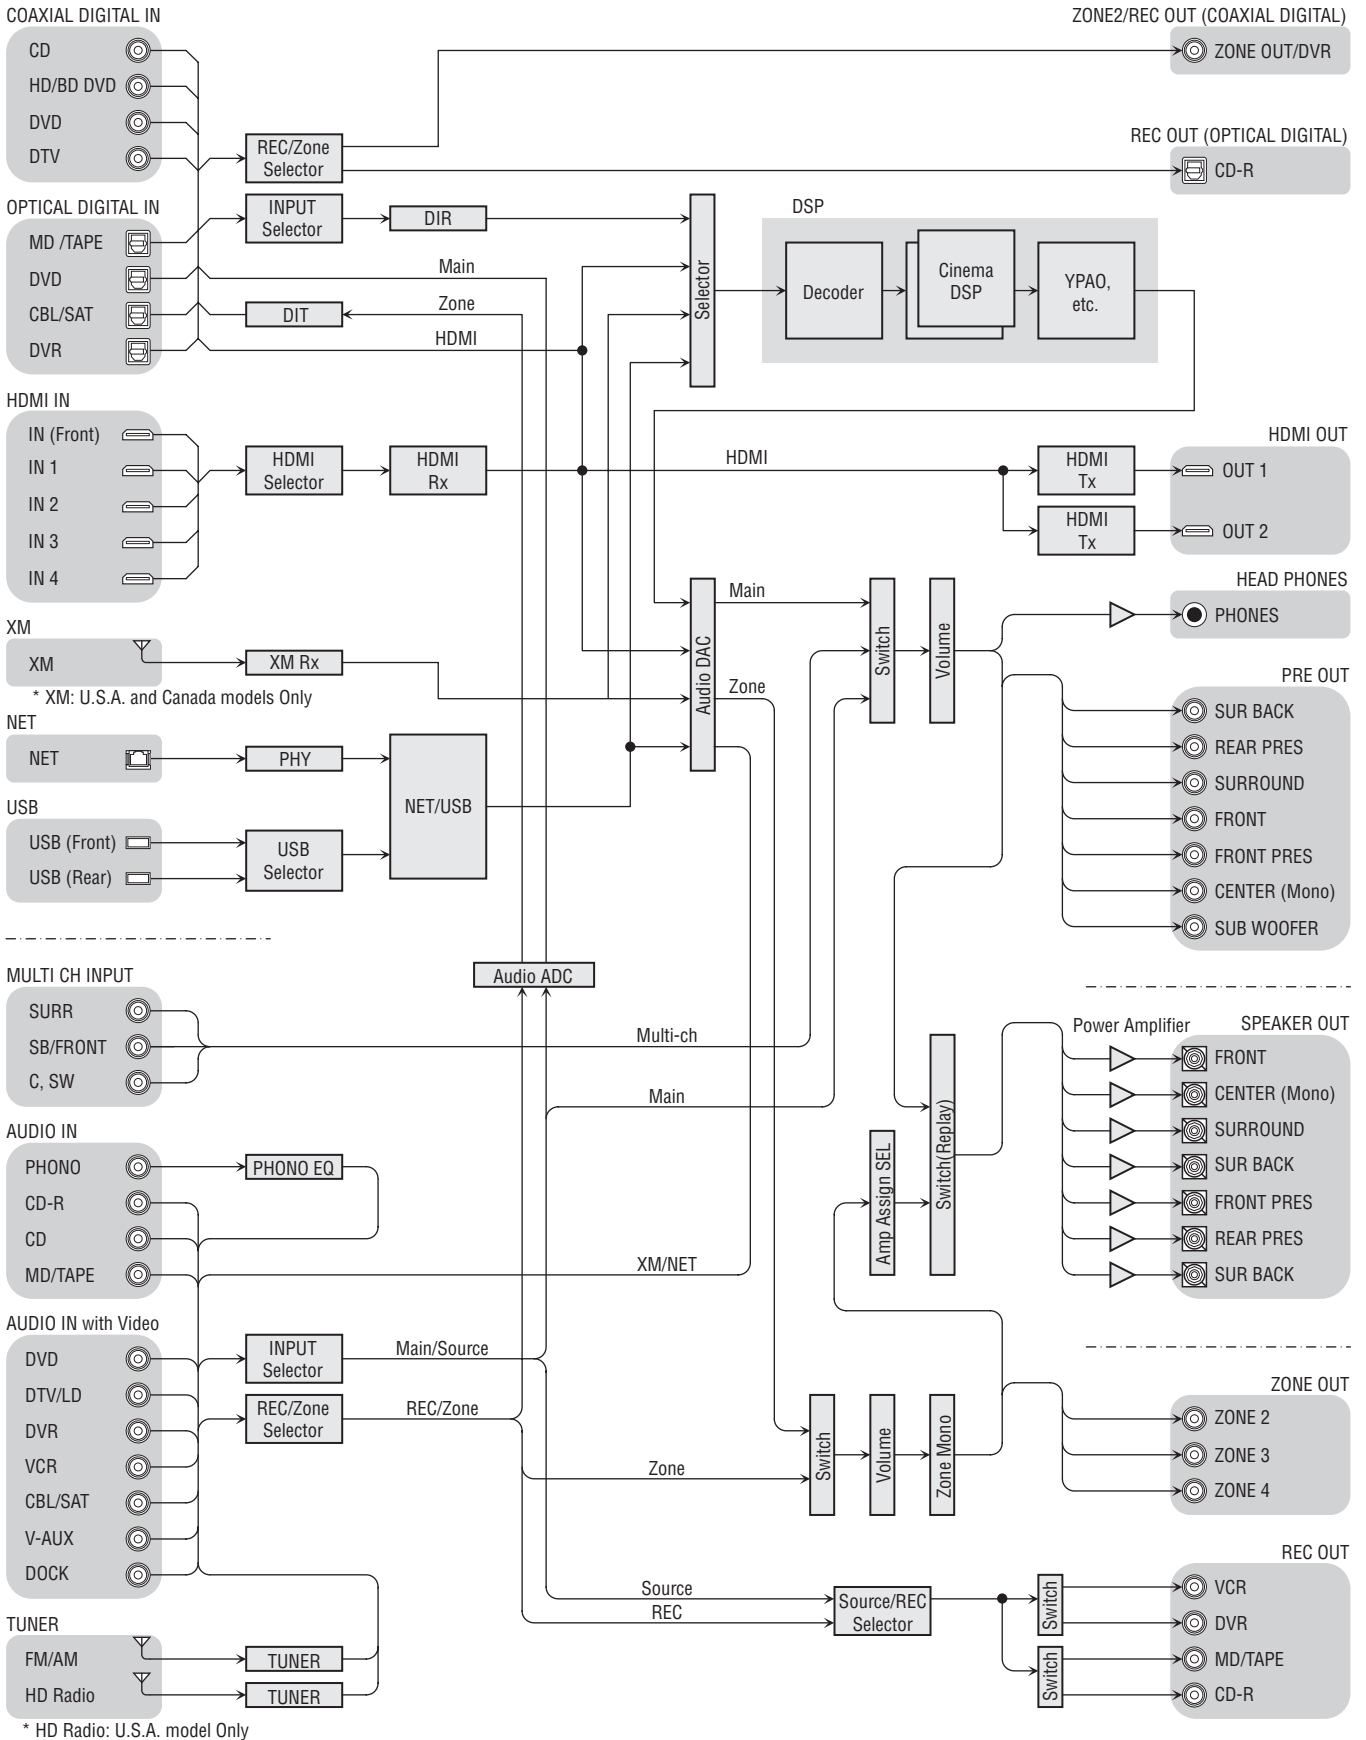 COAXIAL DIGITAL IN
CD
HD/BD DVD
DVD
DTV
OPTICAL DIGITAL IN
MD /TAPE
DVD
CBL/SAT
DVR
HDMI IN
IN (Front)
IN 1
IN 2
IN 3
IN 4
XM
XM
* XM: U.S.A. and Canada models Only
NET
NET
USB
USB (Front)
USB (Rear)
MULTI CH INPUT
SURR
SB/FRONT
C, SW
AUDIO IN
PHONO
CD-R
CD
MD/TAPE
AUDIO IN with Video
DVD
DTV/LD
DVR
VCR
CBL/SAT
V-AUX
DOCK
TUNER
FM/AM
HD Radio
* HD Radio: U.S.A. model Only
REC/Zone
Selector
INPUT
Selector
DIR
Main
Zone
DIT
HDMI
HDMI
Selector
HDMI
Rx
XM Rx
PHY
NET/USB
USB
Selector
Audio ADC
Multi-ch
Main
PHONO EQ
XM/NET
INPUT
Selector
Main/Source
REC/Zone
Selector
REC/Zone
Zone
Source
REC
TUNER
TUNER
Selector
DSP
Decoder
Cinema
DSP
YPAO,
etc.
HDMI
HDMI
Tx
HDMI
Tx
Audio DAC
Main
Zone
Switch
Volume
Amp Assign SEL
Switch(Replay)
Power Amplifier
Switch
Volume
Zone Mono
Source/REC
Selector
Switch
Switch
ZONE2/REC OUT (COAXIAL DIGITAL)
ZONE OUT/DVR
REC OUT (OPTICAL DIGITAL)
CD-R
HDMI OUT
OUT 1
OUT 2
HEAD PHONES
PHONES
PRE OUT
SUR BACK
REAR PRES
SURROUND
FRONT
FRONT PRES
CENTER (Mono)
SUB WOOFER
SPEAKER OUT
FRONT
CENTER (Mono)
SURROUND
SUR BACK
FRONT PRES
REAR PRES
SUR BACK
ZONE OUT
ZONE 2
ZONE 3
ZONE 4
REC OUT
VCR
DVR
MD/TAPE
CD-R